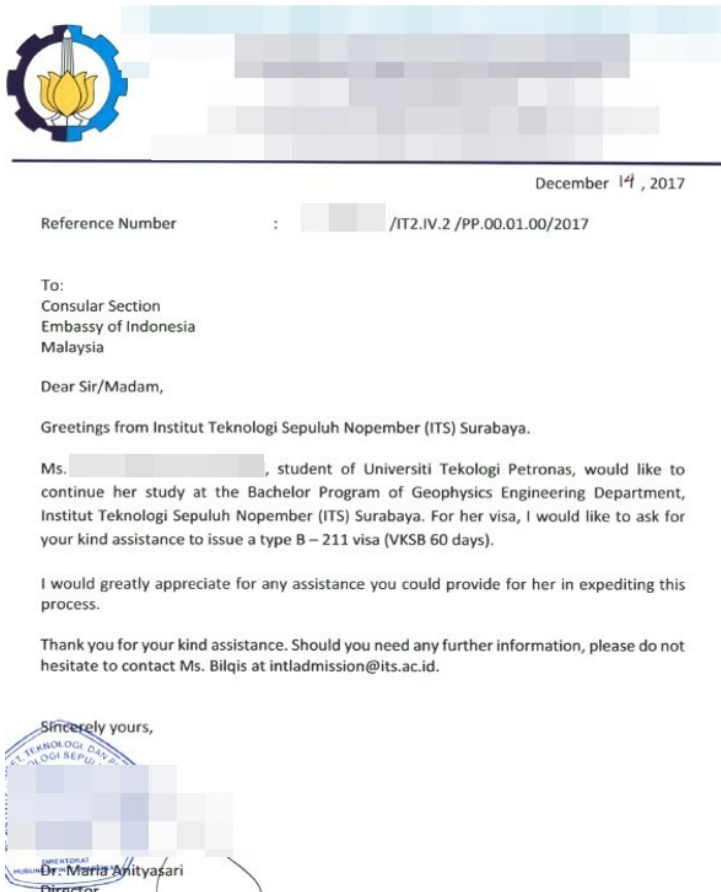 December 14, 2017
Reference Number : /IT2.IV.2 /PP.00.01.00/2017
To:
Consular Section
Embassy of Indonesia
Malaysia
Dear Sir/Madam,
Greetings from Institut Teknologi Sepuluh Nopember (ITS) Surabaya.
Ms. , student of Universiti Tekologi Petronas, would like to
continue her study at the Bachelor Program of Geophysics Engineering Department,
Institut Teknologi Sepuluh Nopember (ITS) Surabaya. For her visa, I would like to ask for
your kind assistance to issue a type B – 211 visa (VKSB 60 days).
I would greatly appreciate for any assistance you could provide for her in expediting this
process.
Thank you for your kind assistance. Should you need any further information, please do not
hesitate to contact Ms. Bilqis at intladmission@its.ac.id.
Sincerely yours,
TEKNOLOGI DAN
OLOGI SEPU
DIREKTORAT
Dr. Maria Anityasari
Director